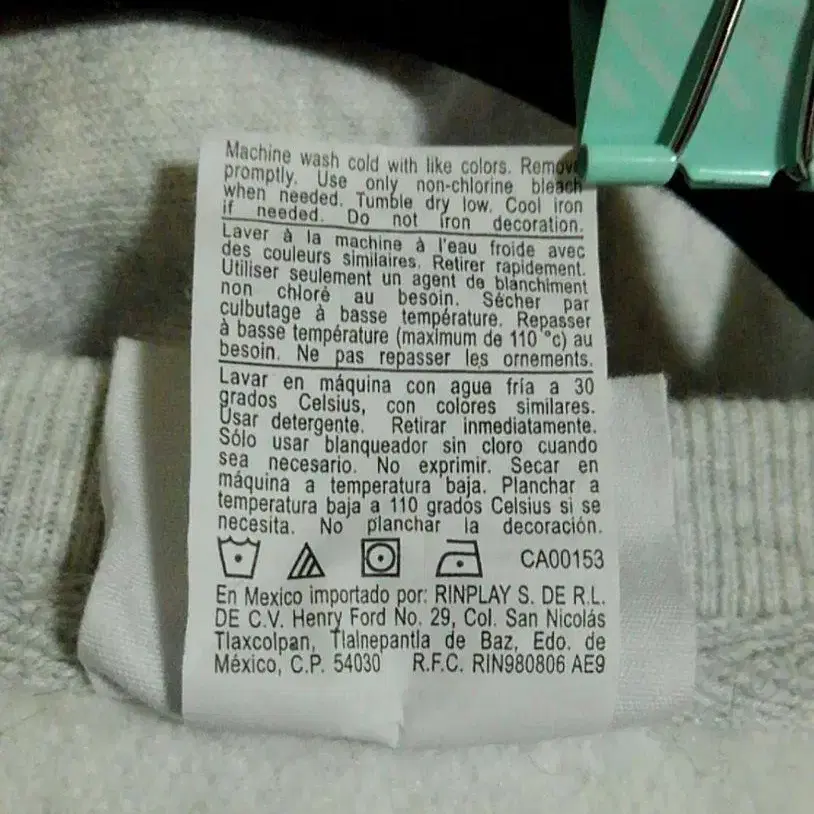 Machine wash cold with like colors. Remove
promptly. Use only non-chlorine bleach
when needed. Tumble dry low. Cool iron
if needed. Do not iron decoration.
Laver à la machine à l'eau froide avec
des couleurs similaires. Retirer rapidement.
Utiliser seulement un agent de blanchiment
non chloré au besoin. Sécher par
culbutage à basse température. Repasser
à basse température (maximum de 110 °c) au
besoin. Ne pas repasser les ornements.
Lavar en máquina con agua fría a 30
grados Celsius, con colores similares.
Usar detergente. Retirar inmediatamente.
Sólo usar blanqueador sin cloro cuando
sea necesario. No exprimir. Secar en
máquina a temperatura baja. Planchar a
temperatura baja a 110 grados Celsius si se
necesita. No planchar la decoración.
CA00153
En Mexico importado por: RINPLAY S. DE R.L.
DE C.V. Henry Ford No. 29, Col. San Nicolás
Tlaxcolpan, Tlalnepantla de Baz, Edo. de
México, C.P. 54030 R.F.C. RIN980806 AE9